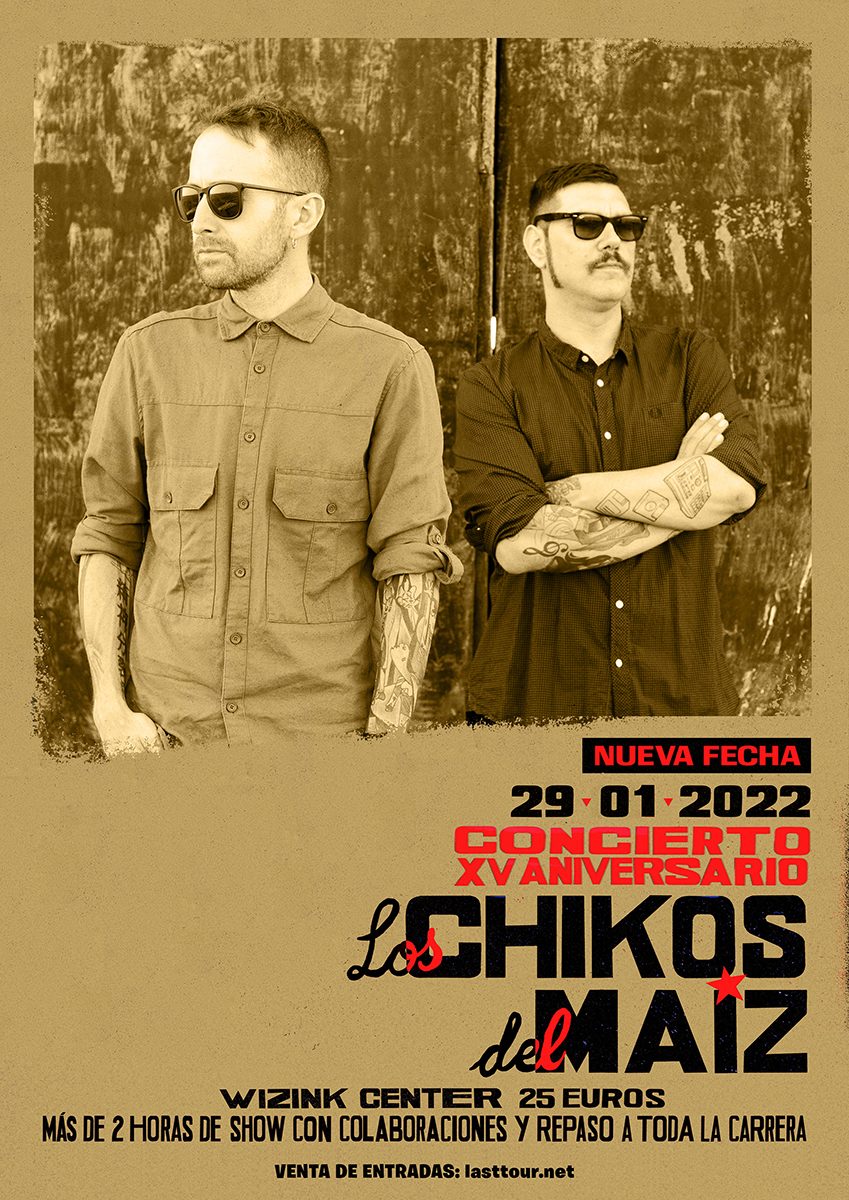 NUEVA FECHA
29 ▾ 01 ▾ 2022
CONCIERTO
XV ANIVERSARIO
Los CHIKOS
del MAIZ
WIZINK CENTER 25 EUROS
MÁS DE 2 HORAS DE SHOW CON COLABORACIONES Y REPASO A TODA LA CARRERA
VENTA DE ENTRADAS: lasttour.net